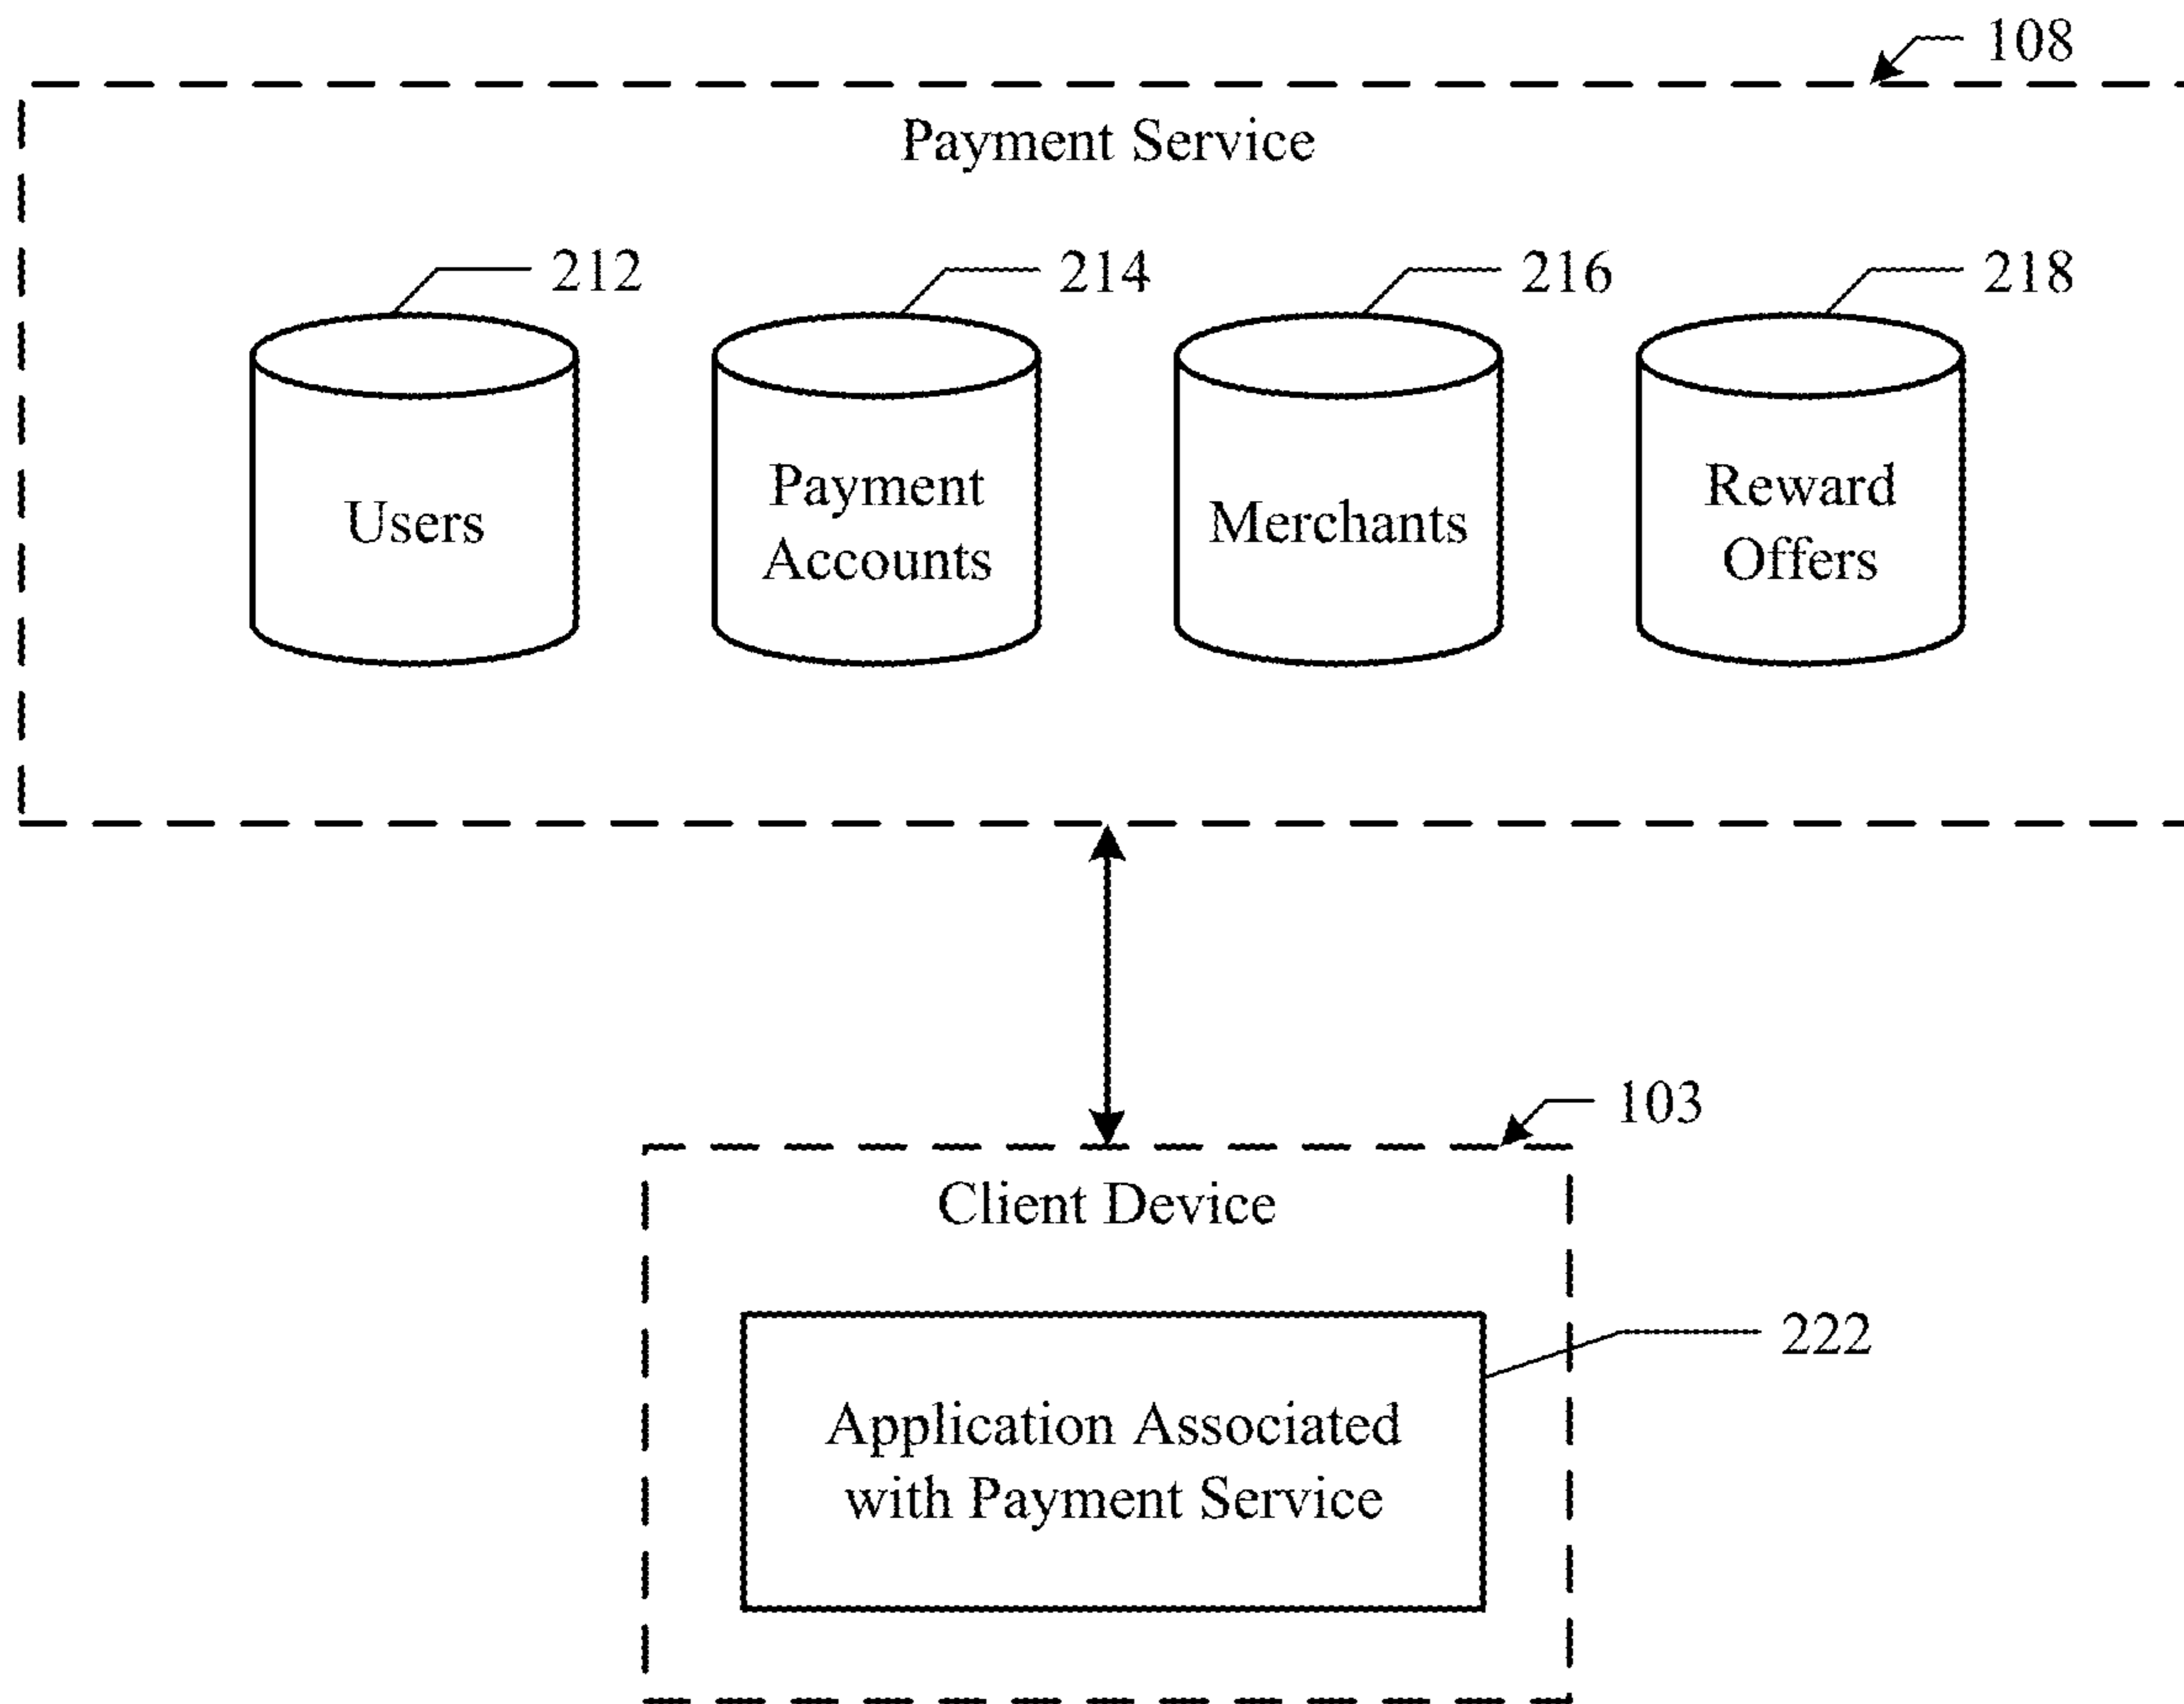 108
Payment Service
212
214
216
218
Users
Payment
Accounts
Merchants
Reward
Offers
103
Client Device
222
Application Associated
with Payment Service